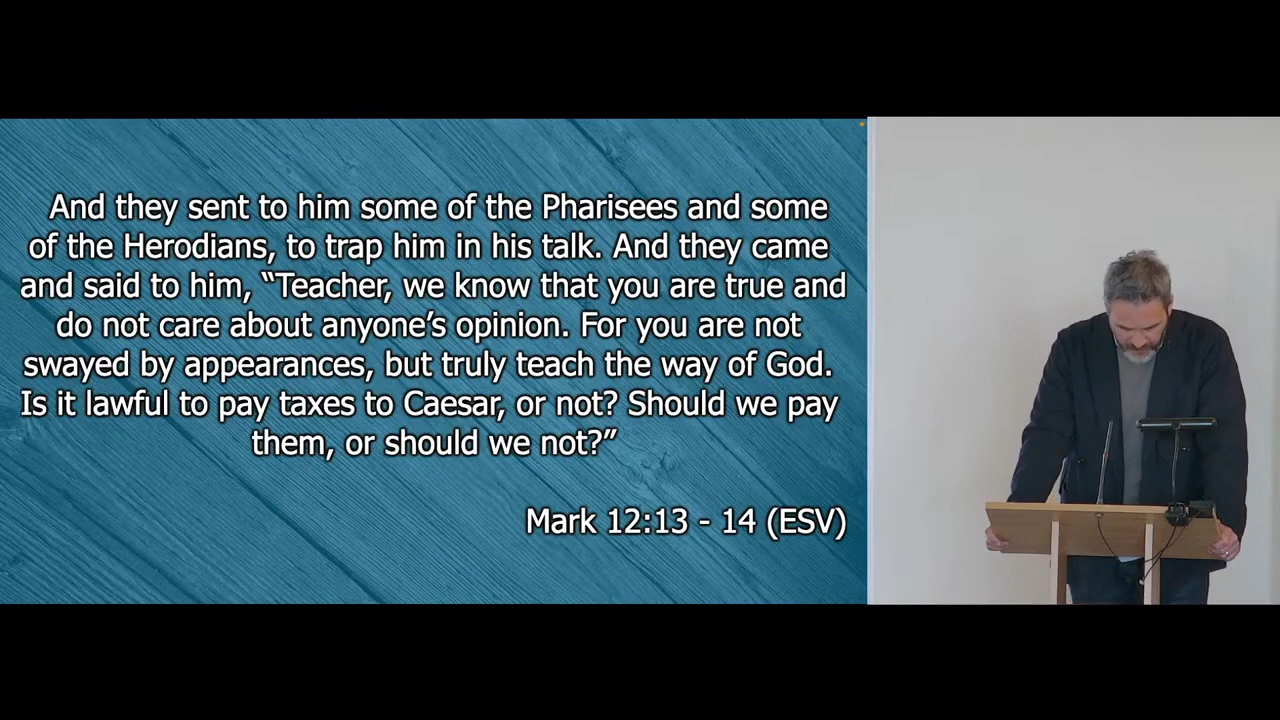 And they sent to him some of the Pharisees and some
of the Herodians, to trap him in his talk. And they came
and said to him, “Teacher, we know that you are true and
do not care about anyone’s opinion. For you are not
swayed by appearances, but truly teach the way of God.
Is it lawful to pay taxes to Caesar, or not? Should we pay
them, or should we not?”
Mark 12:13 - 14 (ESV)